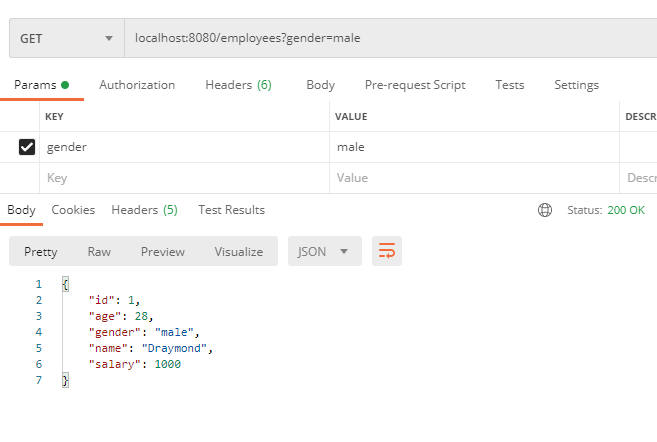 GET localhost:8080/employees?gender=male
Params Authorization Headers (6) Body Pre-request Script Tests Settings
KEY VALUE DESCR
gender male
Key Value Descr
Body Cookies Headers (5) Test Results Status: 200 OK
Pretty Raw Preview Visualize JSON
1 {
2 "id": 1,
3 "age": 28,
4 "gender": "male",
5 "name": "Draymond",
6 "salary": 1000
7 }